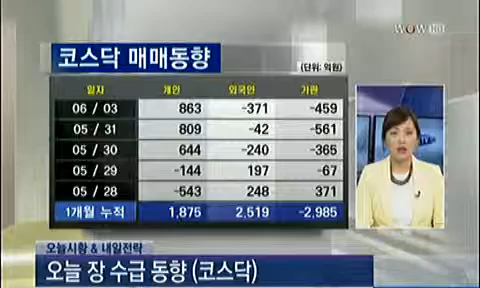 WOW HD
코스닥 매매동향
(단위: 억원)
일자 개인 외국인 기관
06 / 03 863 -371 -459
05 / 31 809 -42 -561
05 / 30 644 -240 -365
05 / 29 -144 197 -67
05 / 28 -543 248 371
1개월 누적 1,875 2,519 -2,985
오늘시황 & 내일전략
오늘 장 수급 동향 (코스닥)